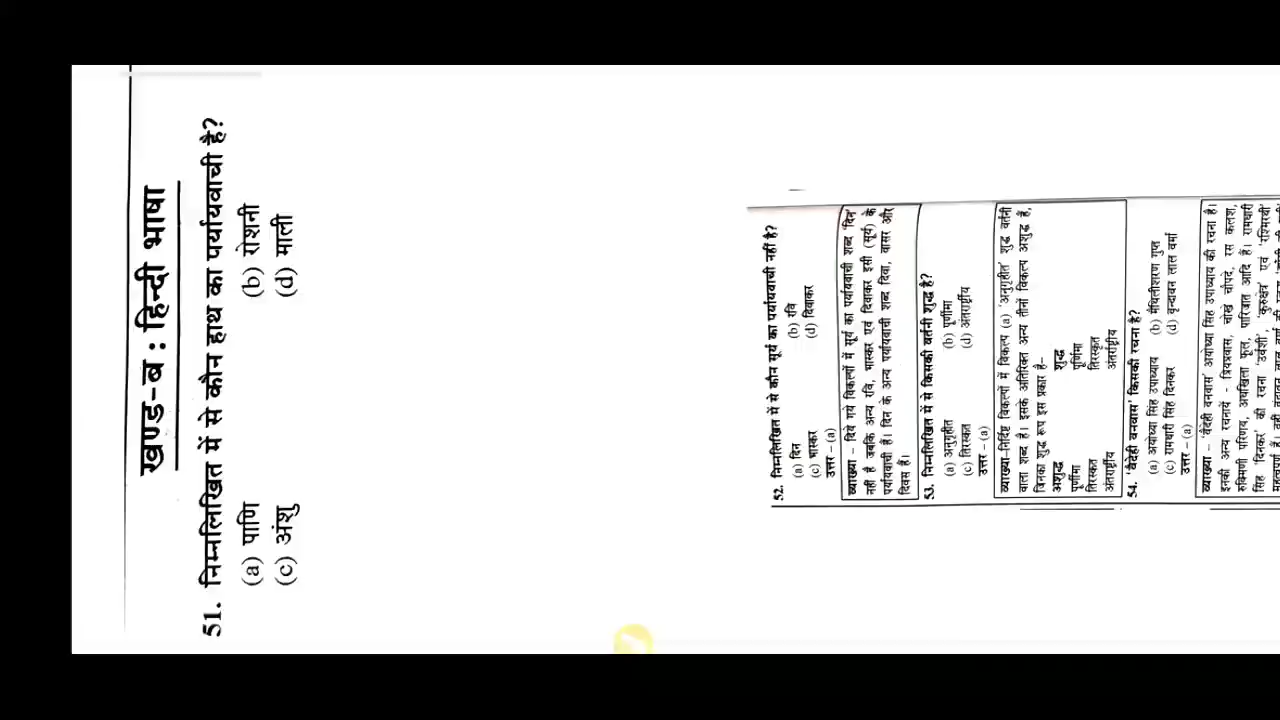 खण्ड-ब : हिन्दी भाषा
51. निम्नलिखित में से कौन हाथ का पर्यायवाची है?
(a) पाणि (b) रोशनी
(c) अंशु (d) माली
52. निम्नलिखित में से कौन सूर्य का पर्यायवाची नहीं है?
(a) दिन (b) रवि
(c) भास्कर (d) दिवाकर
उत्तर – (a)
व्याख्या – दिये गये विकल्पों में सूर्य का पर्यायवाची शब्द 'दिन'
नहीं है जबकि अन्य रवि, भास्कर एवं दिवाकर इसी (सूर्य) के
पर्यायवाची हैं। दिन के अन्य पर्यायवाची शब्द दिवा, वासर और
दिवस हैं।
53. निम्नलिखित में से किसकी वर्तनी शुद्ध है?
(a) अनुगृहीत (b) पूर्णीमा
(c) तिरस्कत (d) अंतराष्ट्रीय
उत्तर – (a)
व्याख्या–निर्दिष्ट विकल्पों में विकल्प (a) 'अनुगृहीत' शुद्ध वर्तनी
वाला शब्द है। इसके अतिरिक्त अन्य तीनों विकल्प अशुद्ध हैं,
जिनका शुद्ध रूप इस प्रकार है–
अशुद्ध शुद्ध
पूर्णीमा पूर्णिमा
तिरस्कत तिरस्कृत
अंतराष्ट्रीय अंतर्राष्ट्रीय
54. 'वैदेही वनवास' किसकी रचना है?
(a) अयोध्या सिंह उपाध्याय (b) मैथिलीशरण गुप्त
(c) रामधारी सिंह दिनकर (d) वृन्दावन लाल वर्मा
उत्तर – (a)
व्याख्या – 'वैदेही वनवास' अयोध्या सिंह उपाध्याय की रचना है।
इनकी अन्य रचनायें - प्रियप्रवास, चोखे चौपदे, रस कलश,
रुक्मिणी परिणय, अधखिला फूल, पारिजात आदि हैं। रामधारी
सिंह 'दिनकर' की रचना 'उर्वशी', 'कुरुक्षेत्र' एवं 'रश्मिरथी'